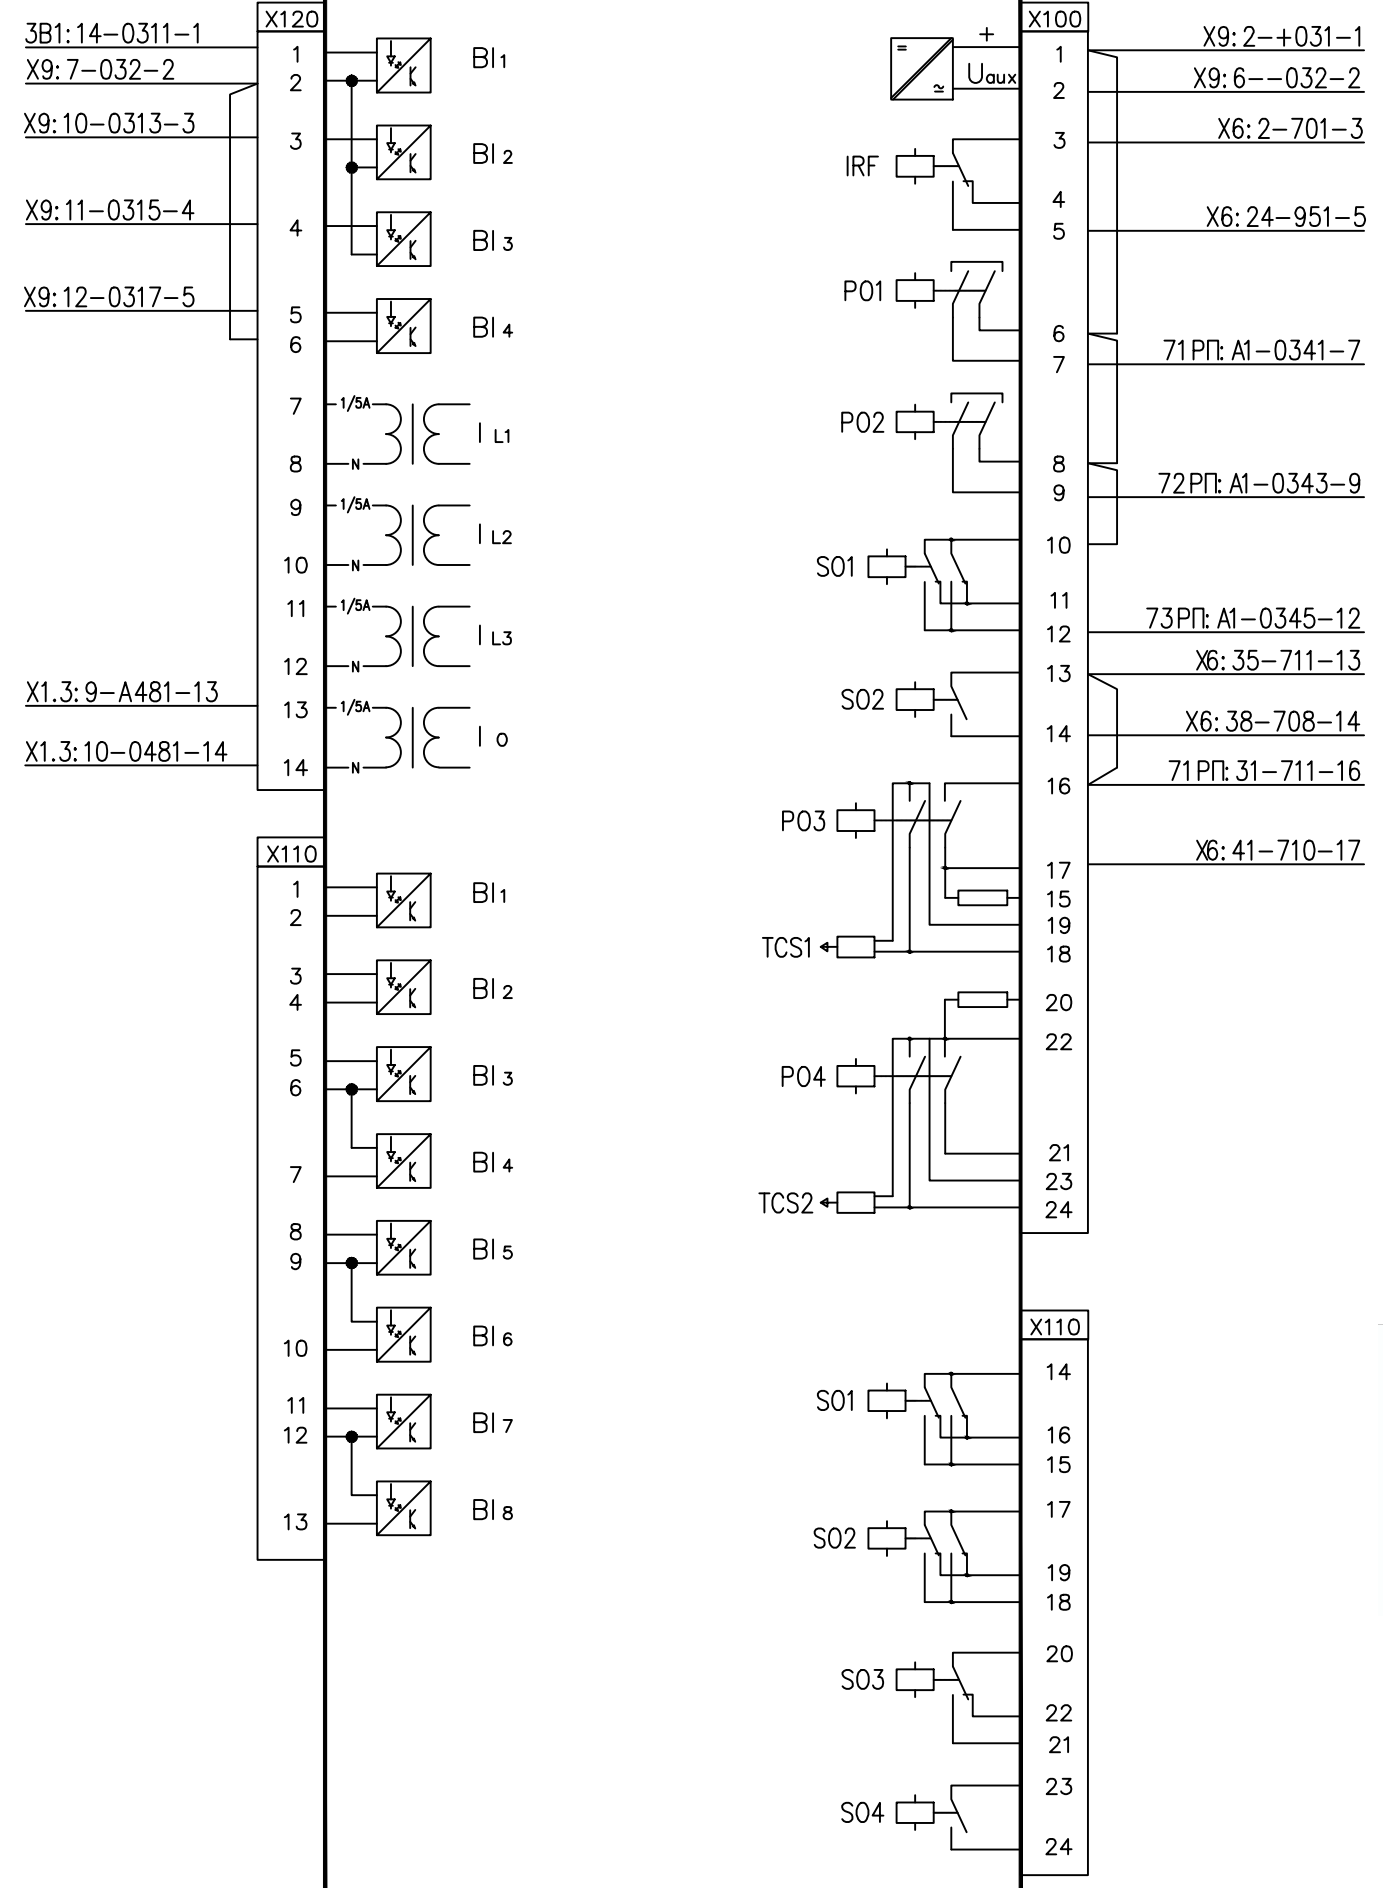 X120
3В1:14-0311-1
1
BI1
X9:7-032-2
2
X9:10-0313-3
3
BI2
X9:11-0315-4
4
BI3
X9:12-0317-5
5
BI4
6
7
1/5A
IL1
8
N
9
1/5A
IL2
10
N
11
1/5A
IL3
12
N
X1.3:9-A481-13
13
1/5A
I0
X1.3:10-0481-14
14
N
X110
1
BI1
2
3
BI2
4
5
BI3
6
BI4
7
8
BI5
9
BI6
10
11
BI7
12
BI8
13
X100
= ≃
+
1
X9:2-+031-1
Uaux
2
X9:6--032-2
3
X6:2-701-3
IRF
4
5
X6:24-951-5
PO1
6
7
71РП:A1-0341-7
PO2
8
9
72РП:A1-0343-9
10
SO1
11
12
73РП:A1-0345-12
13
X6:35-711-13
SO2
14
X6:38-708-14
16
71РП:31-711-16
PO3
17
X6:41-710-17
15
19
TCS1
18
20
22
PO4
21
23
TCS2
24
X110
14
SO1
16
15
17
SO2
19
18
20
SO3
22
21
23
SO4
24